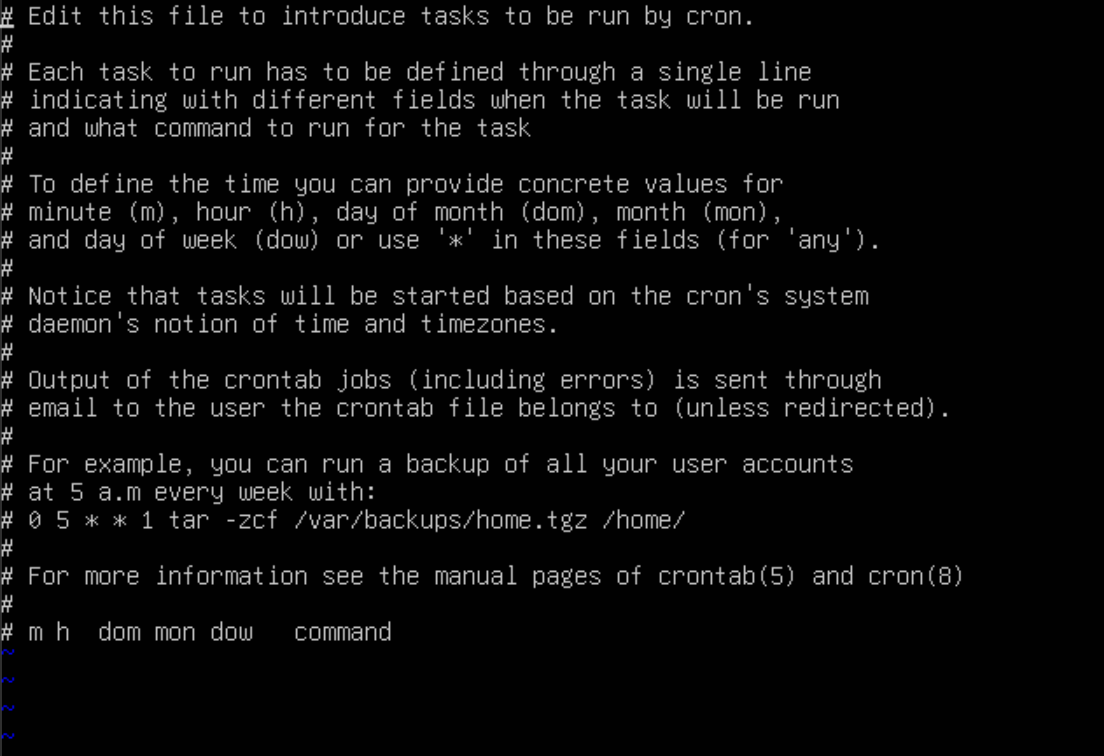 # Edit this file to introduce tasks to be run by cron.
#
# Each task to run has to be defined through a single line
# indicating with different fields when the task will be run
# and what command to run for the task
#
# To define the time you can provide concrete values for
# minute (m), hour (h), day of month (dom), month (mon),
# and day of week (dow) or use '*' in these fields (for 'any').
#
# Notice that tasks will be started based on the cron's system
# daemon's notion of time and timezones.
#
# Output of the crontab jobs (including errors) is sent through
# email to the user the crontab file belongs to (unless redirected).
#
# For example, you can run a backup of all your user accounts
# at 5 a.m every week with:
# 0 5 * * 1 tar -zcf /var/backups/home.tgz /home/
#
# For more information see the manual pages of crontab(5) and cron(8)
#
# m h  dom mon dow   command
~
~
~
~